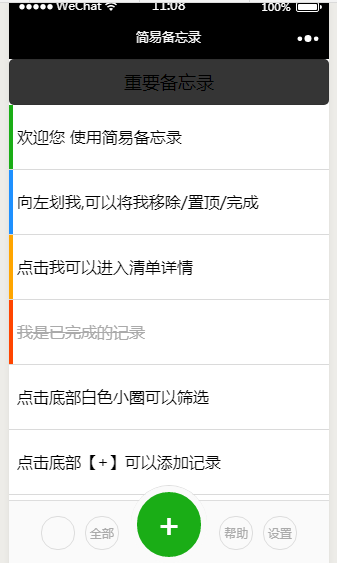 WeChat 11:08 100%
简易备忘录
重要备忘录
欢迎您 使用简易备忘录
向左划我,可以将我移除/置顶/完成
点击我可以进入清单详情
我是已完成的记录
点击底部白色小圈可以筛选
点击底部【+】可以添加记录
全部 + 帮助 设置